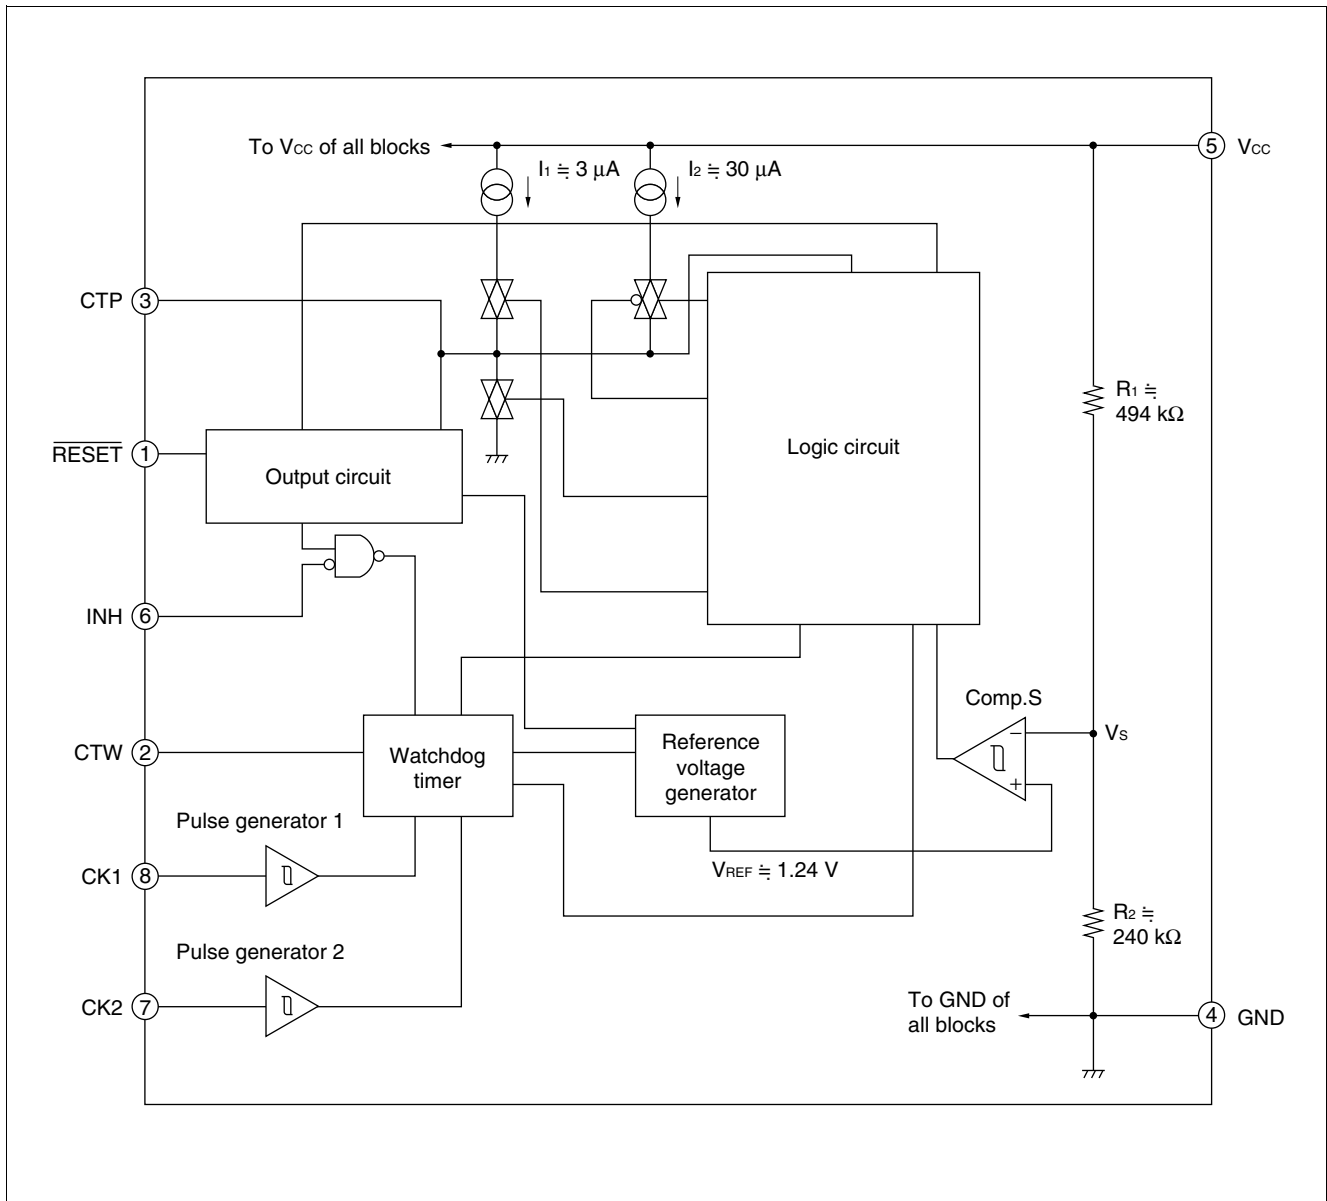 To VCC of all blocks
I1 ≒ 3 μA
I2 ≒ 30 μA
5
VCC
CTP
3
R1 ≒
494 kΩ
RESET
1
Output circuit
Logic circuit
INH
6
Comp.S
−
VS
+
CTW
2
Watchdog
timer
Reference
voltage
generator
Pulse generator 1
VREF ≒ 1.24 V
CK1
8
R2 ≒
240 kΩ
Pulse generator 2
CK2
7
To GND of
all blocks
4
GND